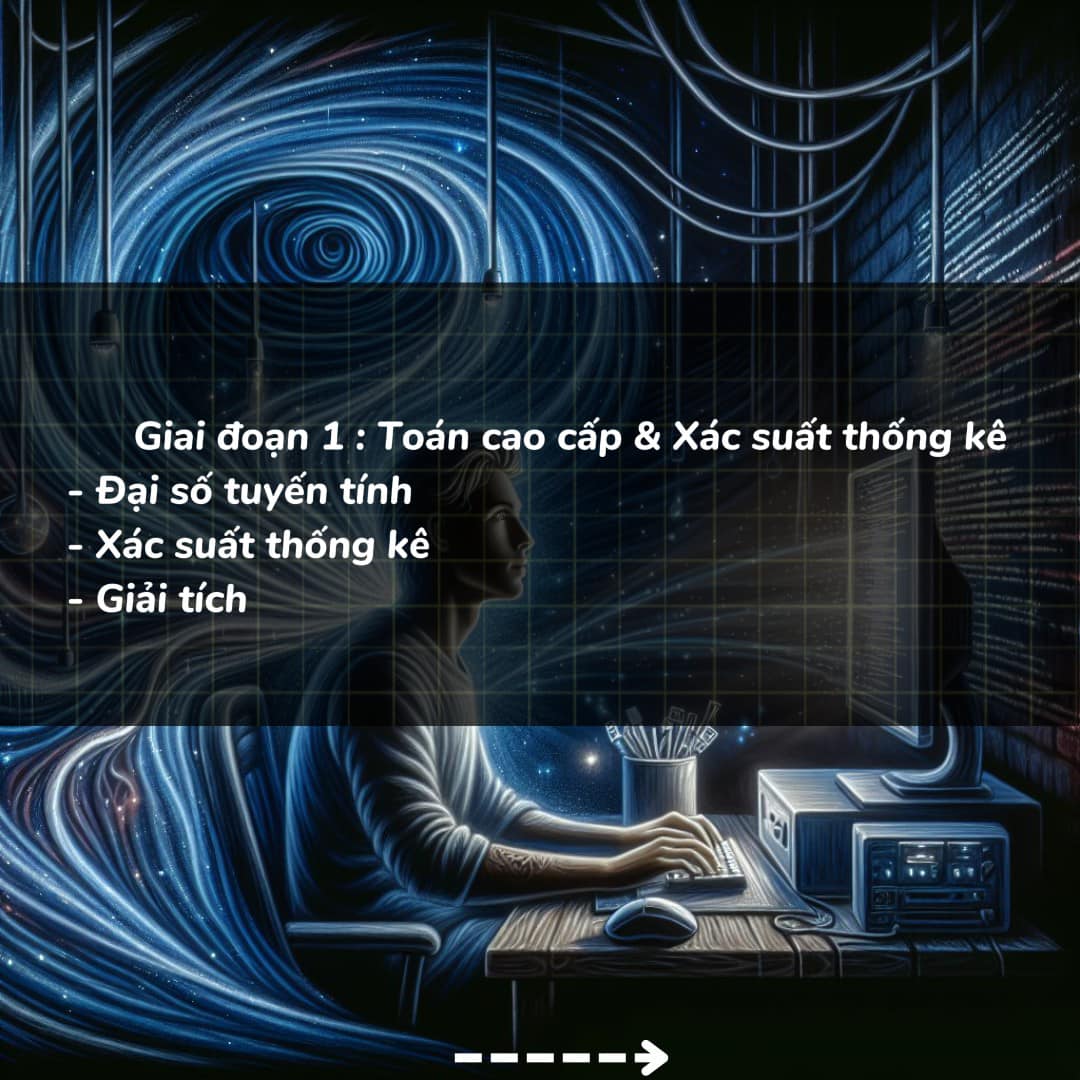 Giai đoạn 1 : Toán cao cấp & Xác suất thống kê
- Đại số tuyến tính
- Xác suất thống kê
- Giải tích